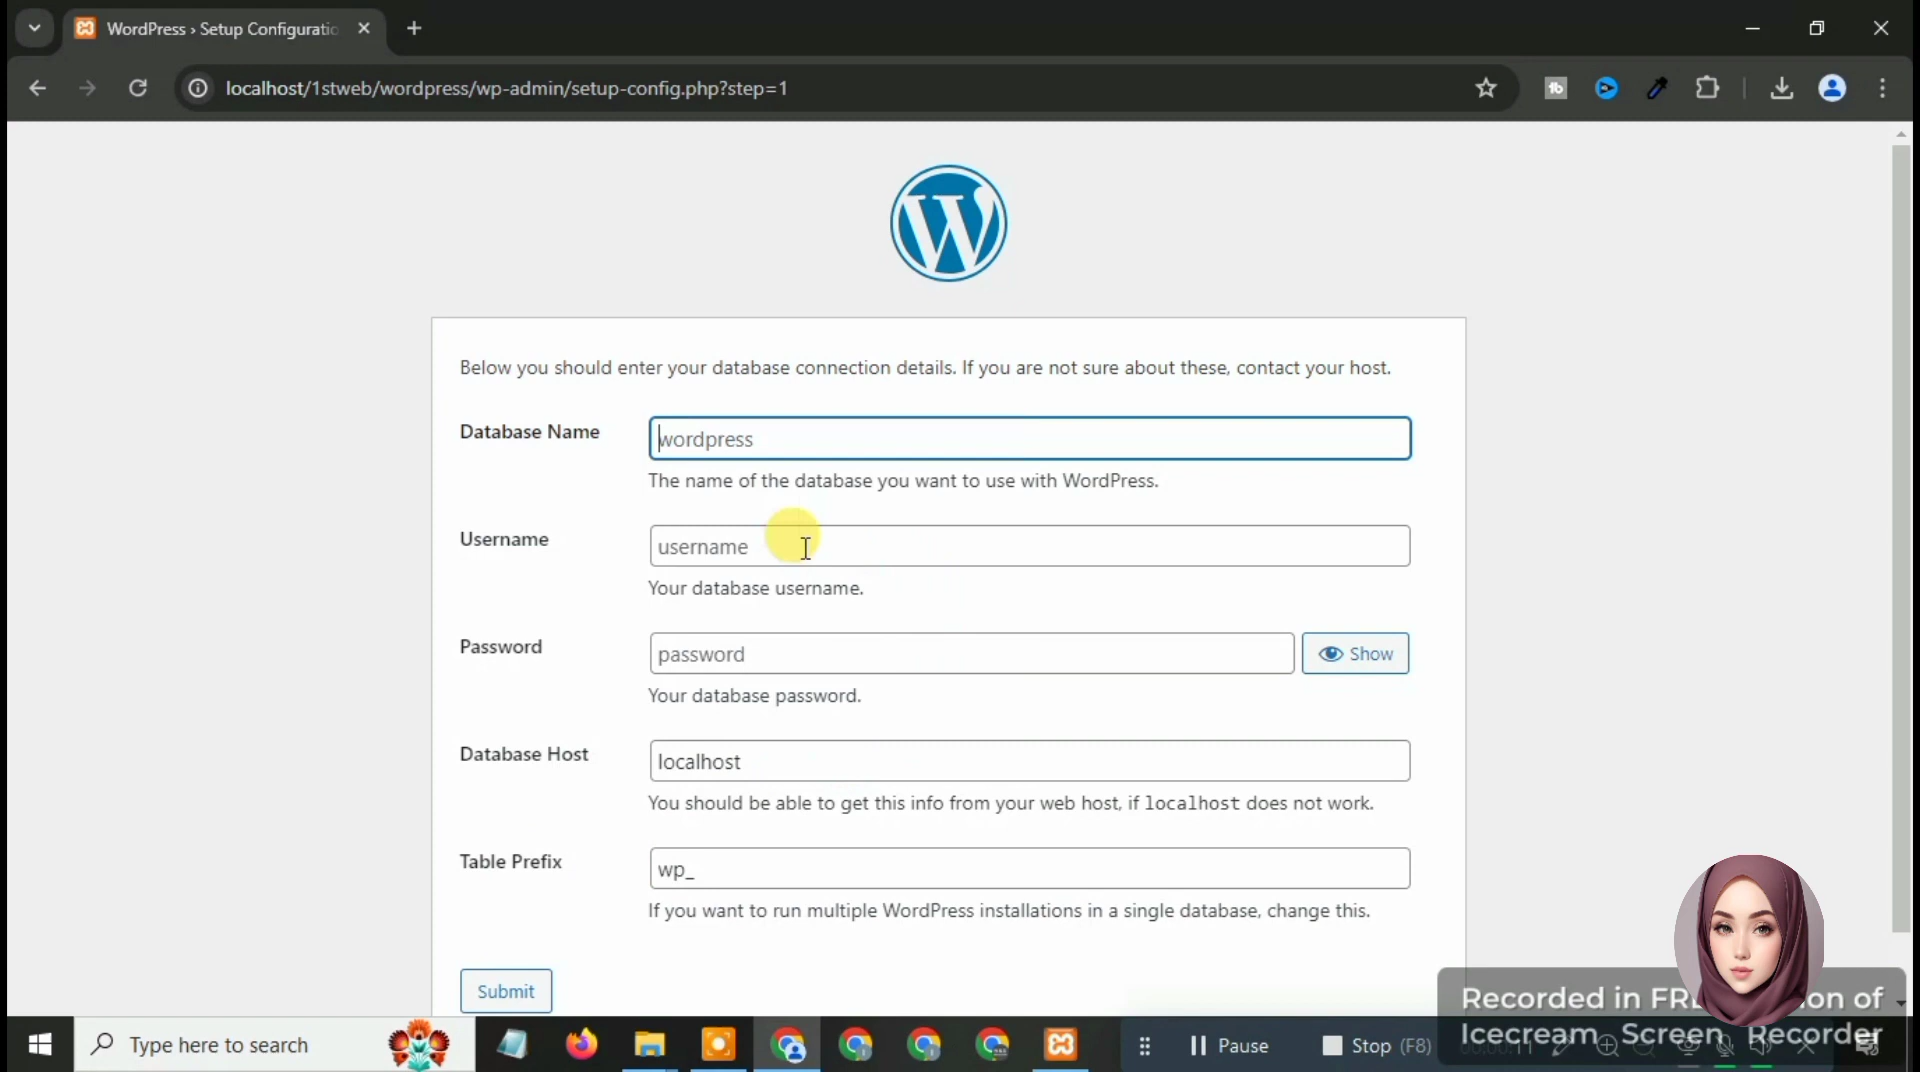 WordPress › Setup Configuratio
localhost/1stweb/wordpress/wp-admin/setup-config.php?step=1
Below you should enter your database connection details. If you are not sure about these, contact your host.
Database Name
wordpress
The name of the database you want to use with WordPress.
Username
username
Your database username.
Password
password
Show
Your database password.
Database Host
localhost
You should be able to get this info from your web host, if localhost does not work.
Table Prefix
wp_
If you want to run multiple WordPress installations in a single database, change this.
Submit
Recorded in on of
Icecream Screen Recorder
Type here to search
Pause
Stop (F8)